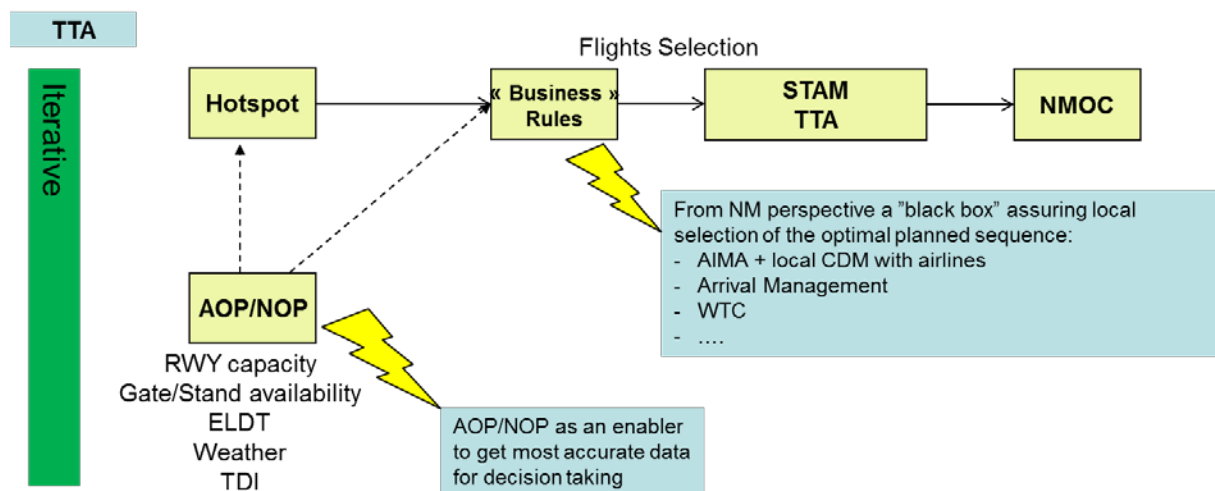 TTA
Iterative
Flights Selection
Hotspot
« Business »
Rules
STAM
TTA
NMOC
From NM perspective a ”black box” assuring local
selection of the optimal planned sequence:
- AIMA + local CDM with airlines
- Arrival Management
- WTC
- ....
AOP/NOP
RWY capacity
Gate/Stand availability
ELDT
Weather
TDI
AOP/NOP as an enabler
to get most accurate data
for decision taking